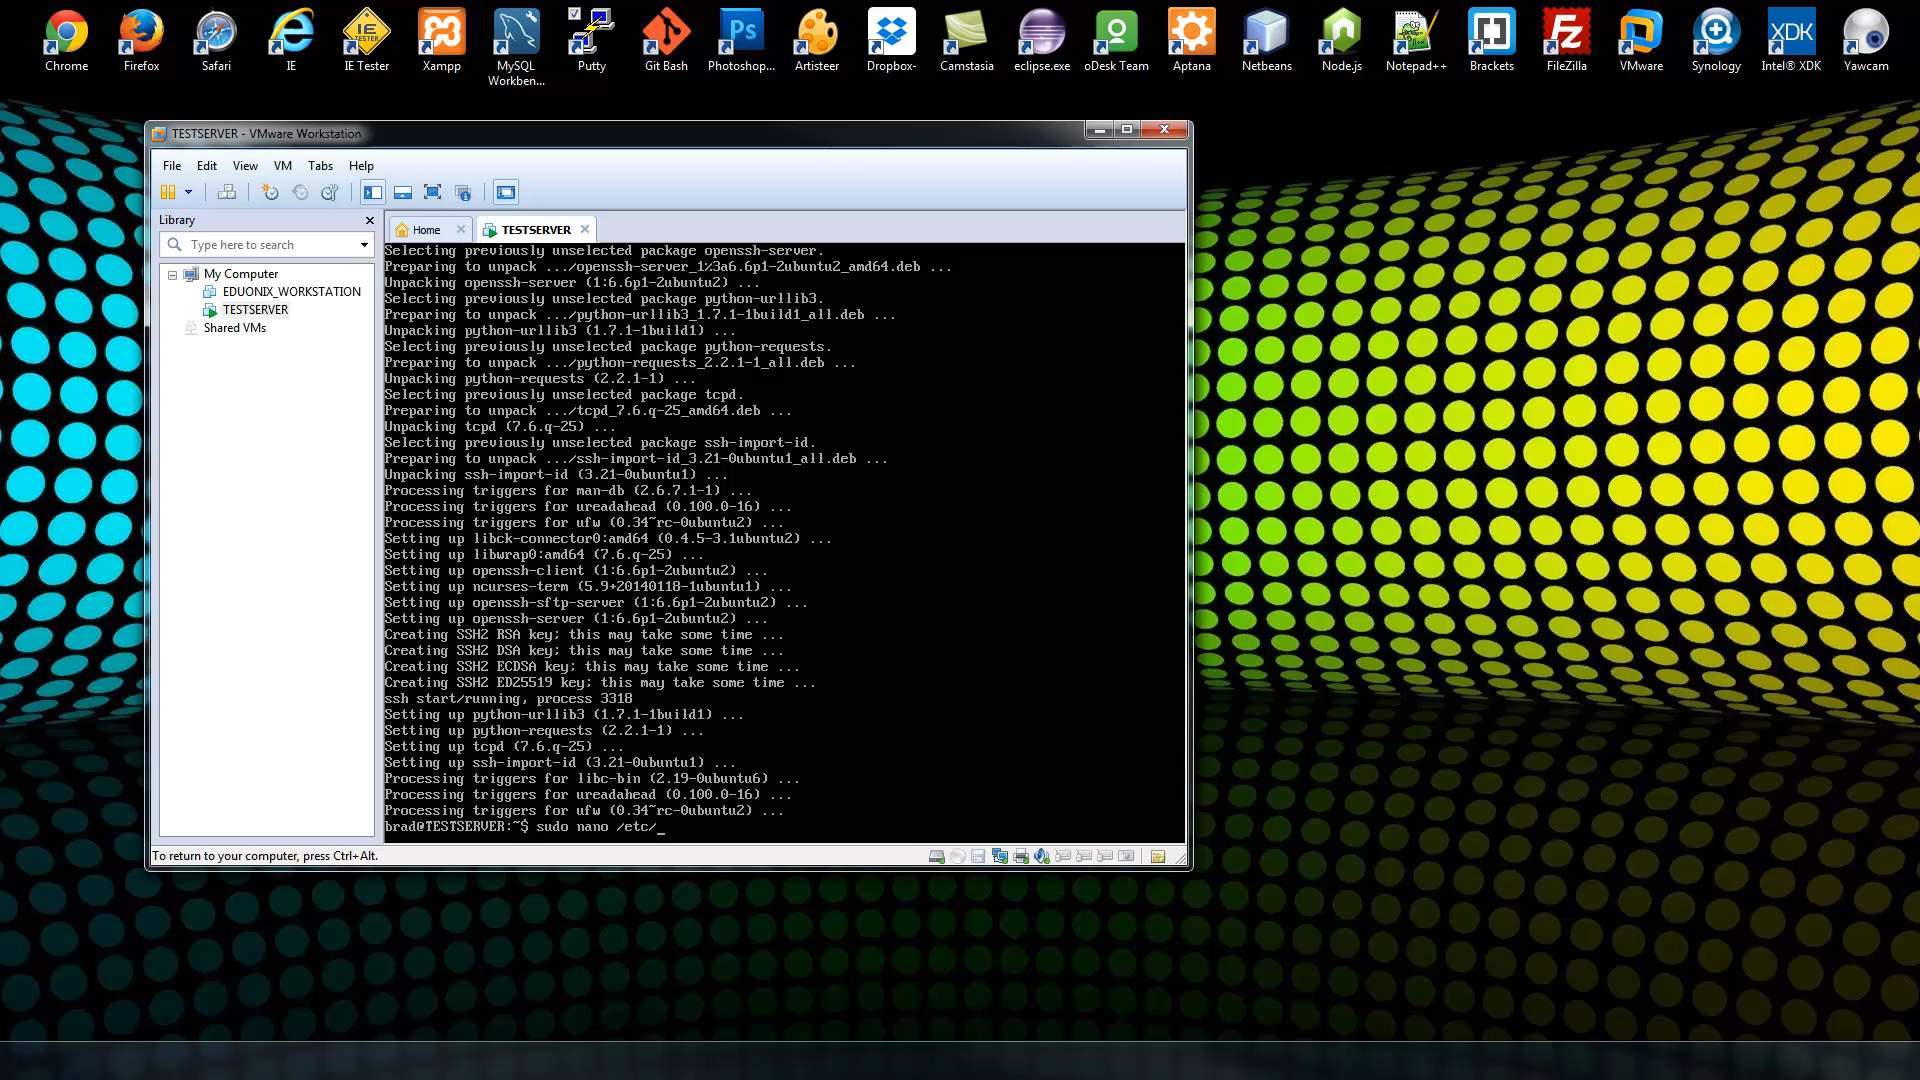 Chrome
Firefox
Safari
IE
IE Tester
Xampp
MySQL
Workben...
Putty
Git Bash
Photoshop...
Artisteer
Dropbox-
Camstasia
eclipse.exe
oDesk Team
Aptana
Netbeans
Node.js
Notepad++
Brackets
FileZilla
VMware
Synology
Intel® XDK
Yawcam
TESTSERVER - VMware Workstation
File Edit View VM Tabs Help
Library
Type here to search
My Computer
EDUONIX_WORKSTATION
TESTSERVER
Shared VMs
Home
TESTSERVER
Selecting previously unselected package openssh-server.
Preparing to unpack .../openssh-server_1%3a6.6p1-2ubuntu2_amd64.deb ...
Unpacking openssh-server (1:6.6p1-2ubuntu2) ...
Selecting previously unselected package python-urllib3.
Preparing to unpack .../python-urllib3_1.7.1-1build1_all.deb ...
Unpacking python-urllib3 (1.7.1-1build1) ...
Selecting previously unselected package python-requests.
Preparing to unpack .../python-requests_2.2.1-1_all.deb ...
Unpacking python-requests (2.2.1-1) ...
Selecting previously unselected package tcpd.
Preparing to unpack .../tcpd_7.6.q-25_amd64.deb ...
Unpacking tcpd (7.6.q-25) ...
Selecting previously unselected package ssh-import-id.
Preparing to unpack .../ssh-import-id_3.21-0ubuntu1_all.deb ...
Unpacking ssh-import-id (3.21-0ubuntu1) ...
Processing triggers for man-db (2.6.7.1-1) ...
Processing triggers for ureadahead (0.100.0-16) ...
Processing triggers for ufw (0.34~rc-0ubuntu2) ...
Setting up libck-connector0:amd64 (0.4.5-3.1ubuntu2) ...
Setting up libwrap0:amd64 (7.6.q-25) ...
Setting up openssh-client (1:6.6p1-2ubuntu2) ...
Setting up ncurses-term (5.9+20140118-1ubuntu1) ...
Setting up openssh-sftp-server (1:6.6p1-2ubuntu2) ...
Setting up openssh-server (1:6.6p1-2ubuntu2) ...
Creating SSH2 RSA key; this may take some time ...
Creating SSH2 DSA key; this may take some time ...
Creating SSH2 ECDSA key; this may take some time ...
Creating SSH2 ED25519 key; this may take some time ...
ssh start/running, process 3318
Setting up python-urllib3 (1.7.1-1build1) ...
Setting up python-requests (2.2.1-1) ...
Setting up tcpd (7.6.q-25) ...
Setting up ssh-import-id (3.21-0ubuntu1) ...
Processing triggers for libc-bin (2.19-0ubuntu6) ...
Processing triggers for ureadahead (0.100.0-16) ...
Processing triggers for ufw (0.34~rc-0ubuntu2) ...
brad@TESTSERVER:~$ sudo nano /etc/_
To return to your computer, press Ctrl+Alt.